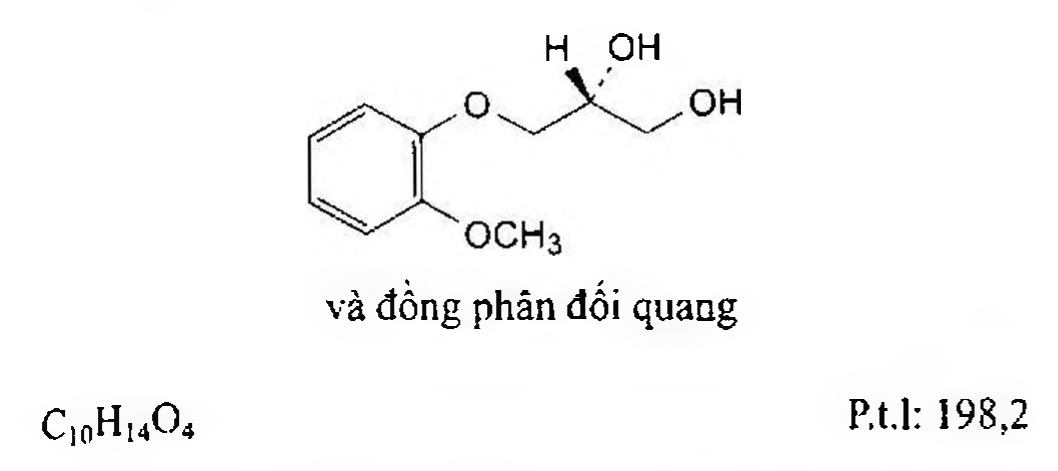 H OH
O
OH
OCH₃
và đồng phân đối quang
C₁₀H₁₄O₄
P.t.l: 198,2